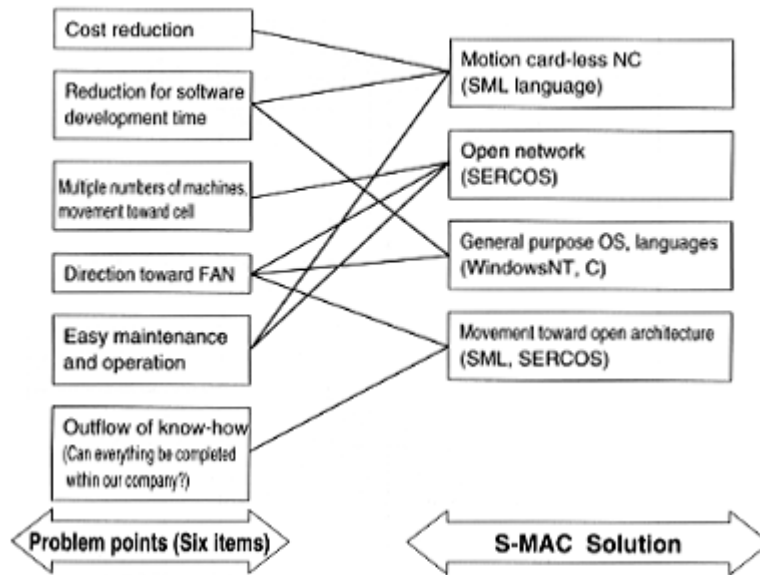 Cost reduction
Reduction for software
development time
Multiple numbers of machines,
movement toward cell
Direction toward FAN
Easy maintenance
and operation
Outflow of know-how
(Can everything be completed
within our company?)
Problem points (Six items)
Motion card-less NC
(SML language)
Open network
(SERCOS)
General purpose OS, languages
(WindowsNT, C)
Movement toward open architecture
(SML, SERCOS)
S-MAC Solution